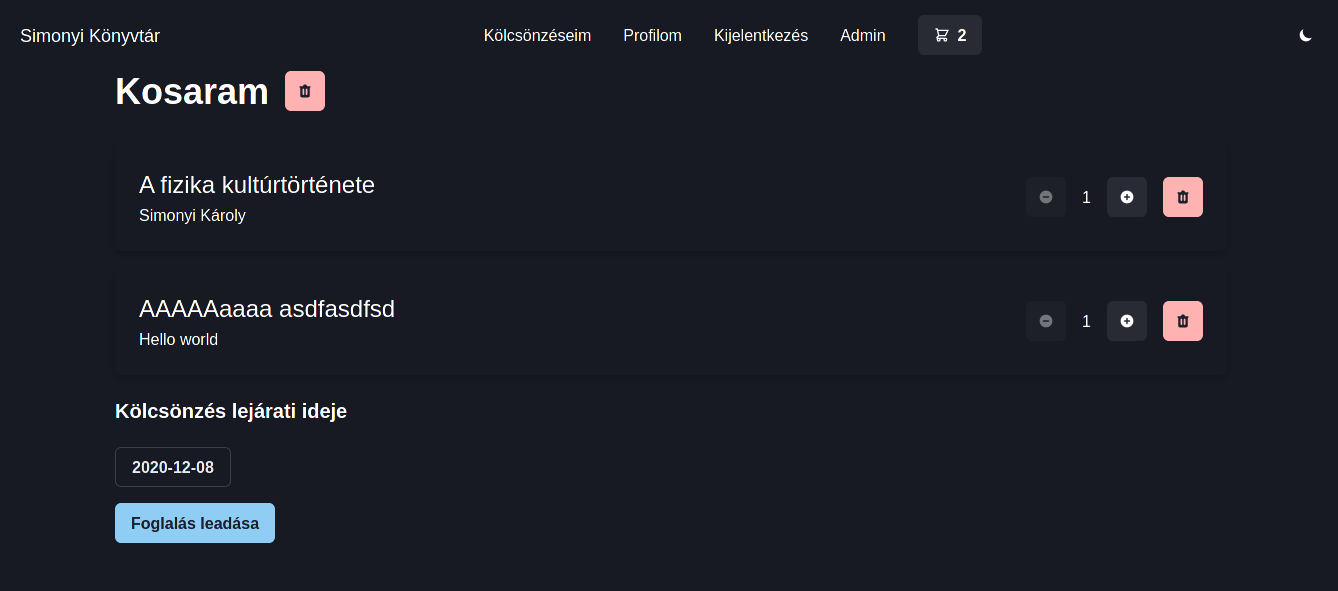 Simonyi Könyvtár
Kölcsönzéseim Profilom Kijelentkezés Admin 2
Kosaram
A fizika kultúrtörténete
Simonyi Károly
1
AAAAAaaaa asdfasdfsd
Hello world
1
Kölcsönzés lejárati ideje
2020-12-08
Foglalás leadása